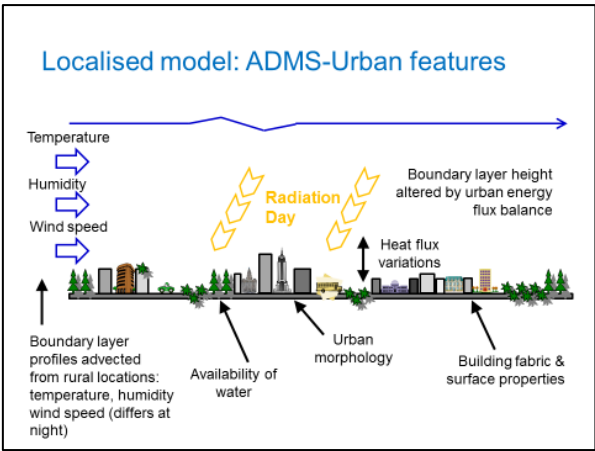 Localised model: ADMS-Urban features
Temperature
Humidity
Wind speed
Radiation
Day
Boundary layer height
altered by urban energy
flux balance
Heat flux
variations
Boundary layer
profiles advected
from rural locations:
temperature, humidity
wind speed (differs at
night)
Availability of
water
Urban
morphology
Building fabric &
surface properties